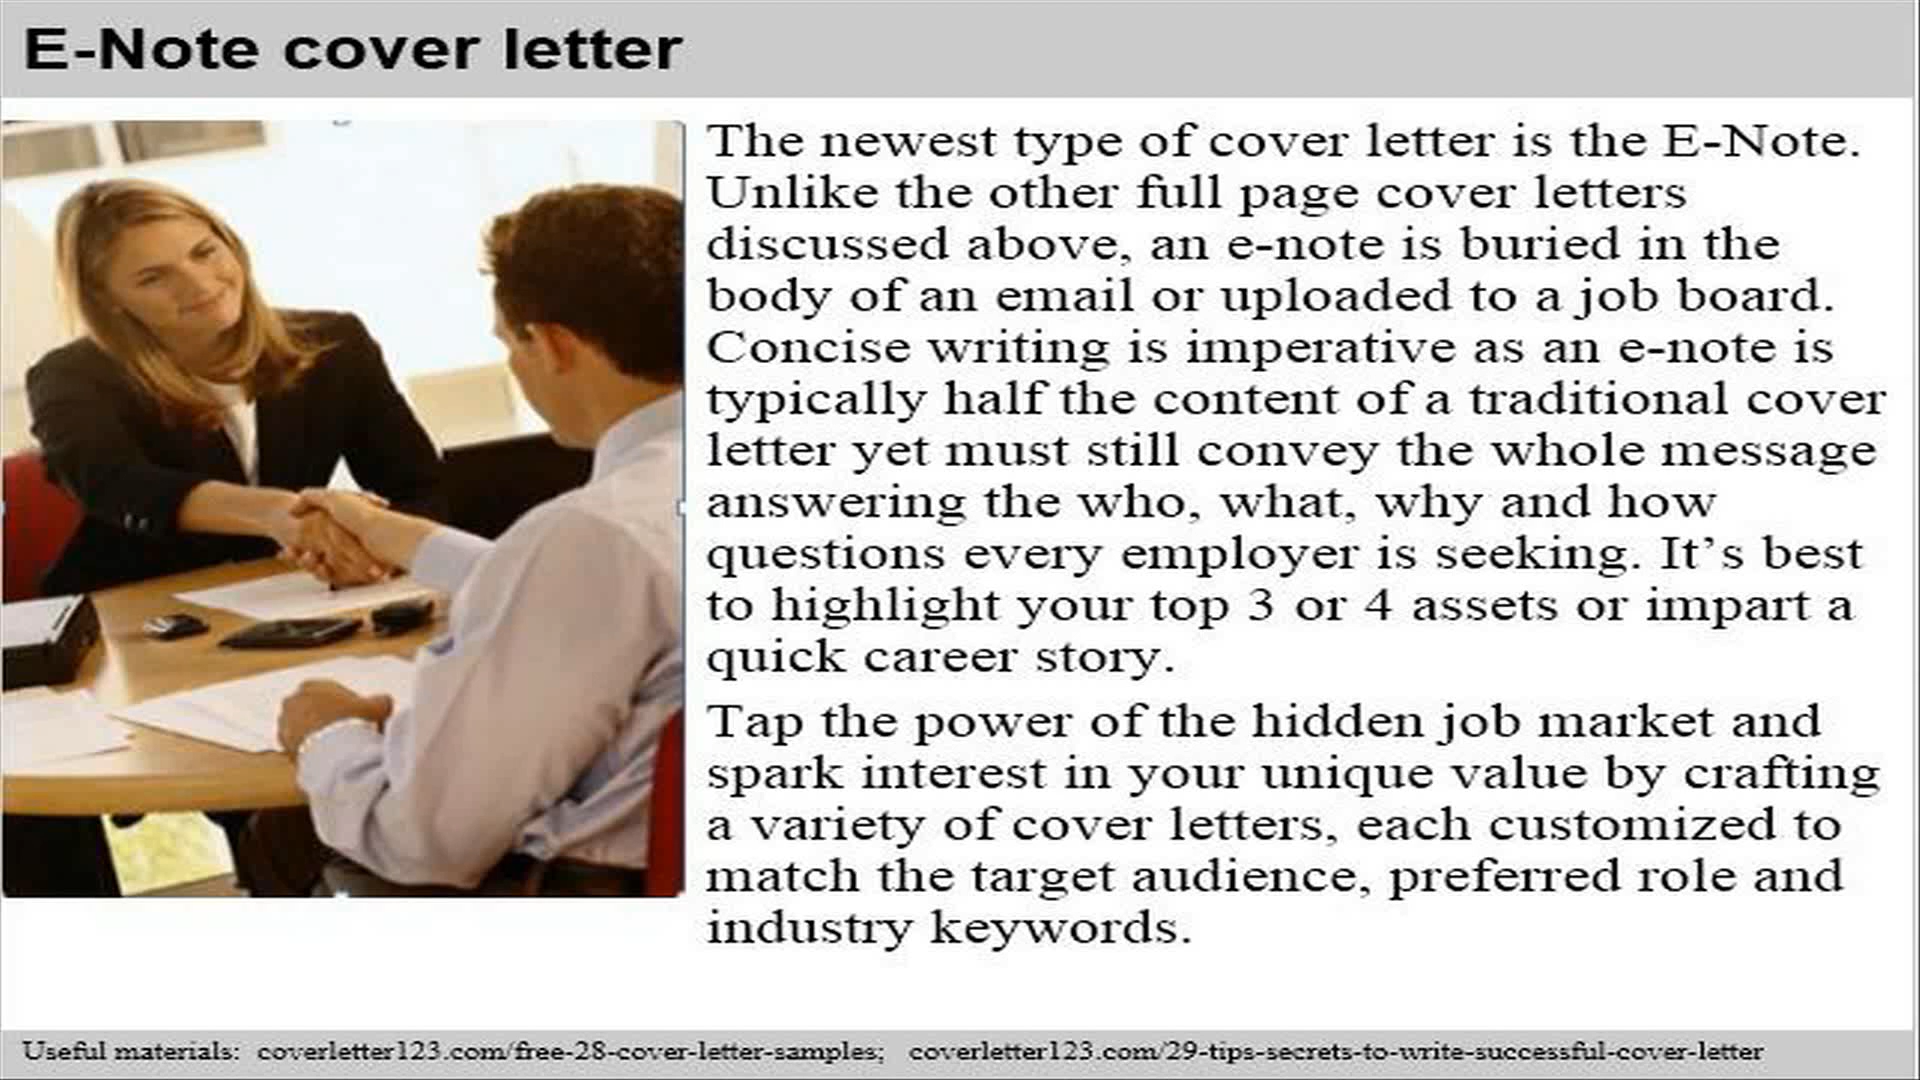 E-Note cover letter
The newest type of cover letter is the E-Note.
Unlike the other full page cover letters
discussed above, an e-note is buried in the
body of an email or uploaded to a job board.
Concise writing is imperative as an e-note is
typically half the content of a traditional cover
letter yet must still convey the whole message
answering the who, what, why and how
questions every employer is seeking. It’s best
to highlight your top 3 or 4 assets or impart a
quick career story.
Tap the power of the hidden job market and
spark interest in your unique value by crafting
a variety of cover letters, each customized to
match the target audience, preferred role and
industry keywords.
Useful materials: coverletter123.com/free-28-cover-letter-samples; coverletter123.com/29-tips-secrets-to-write-successful-cover-letter